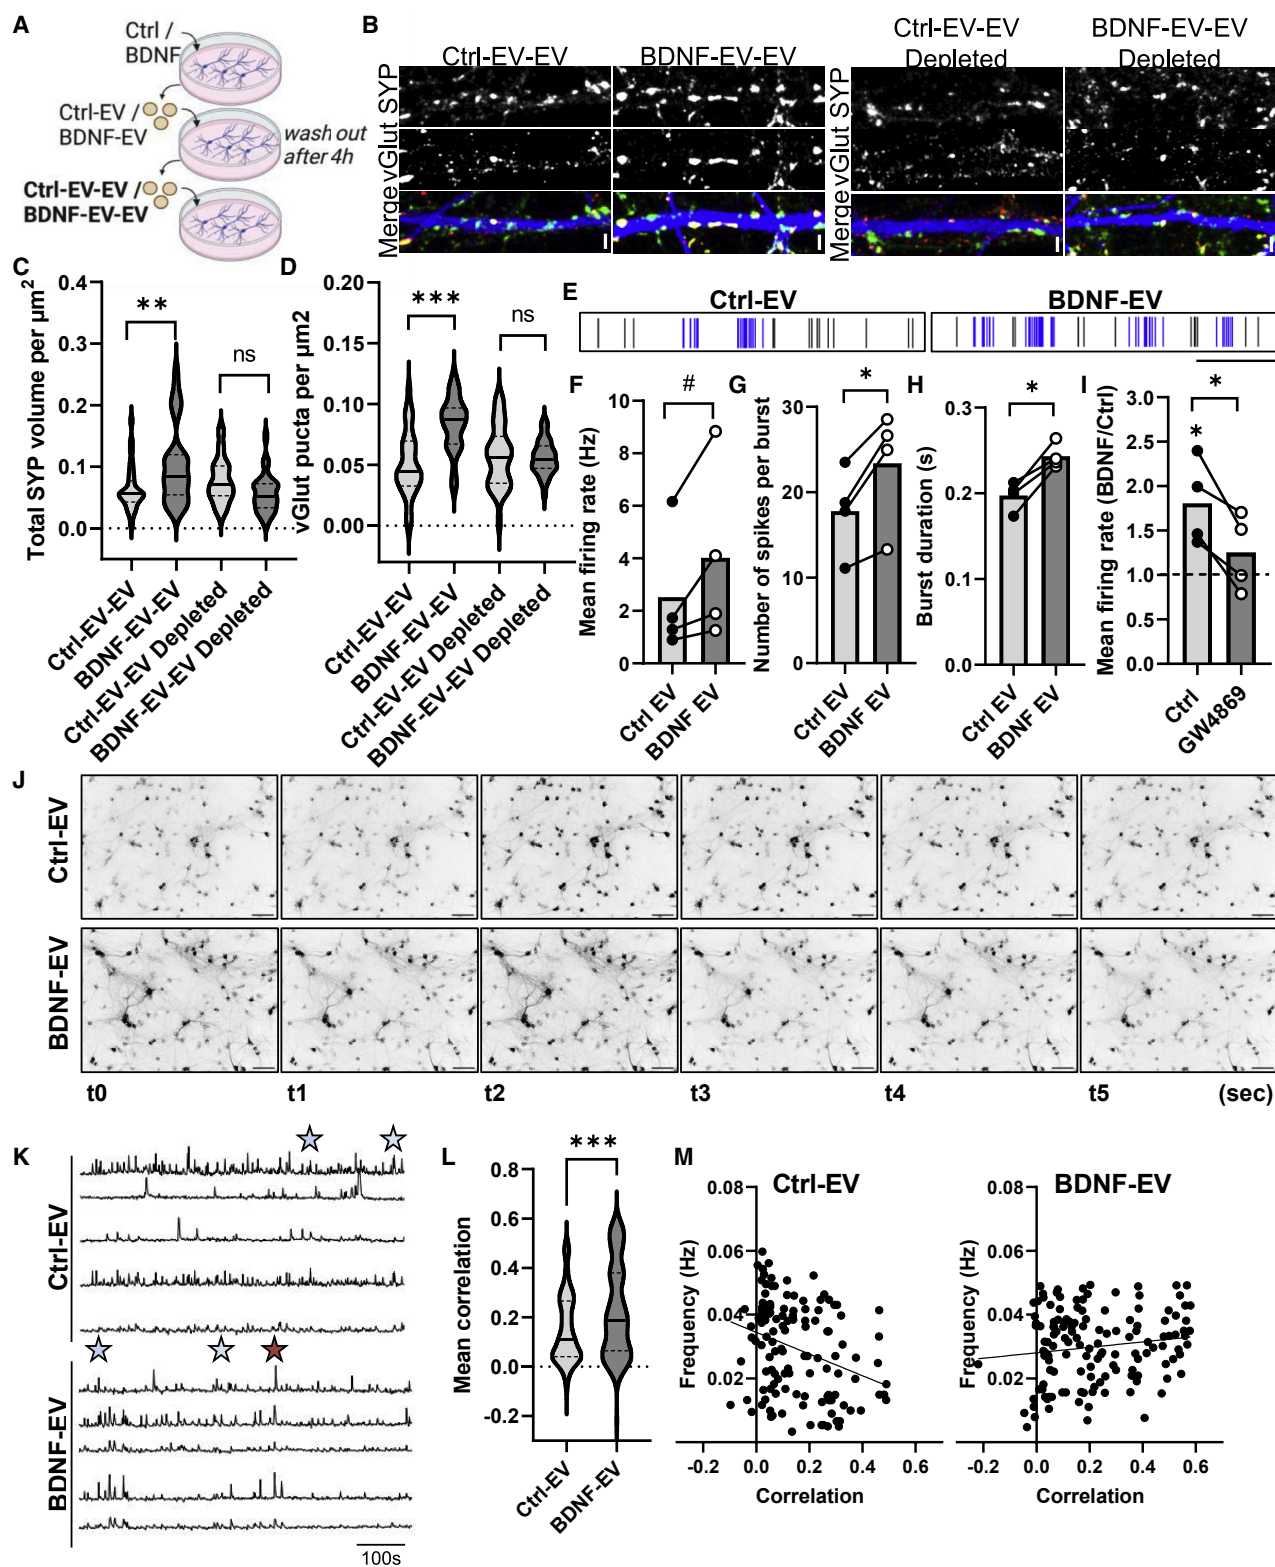 A
Ctrl /
BDNF
Ctrl-EV /
BDNF-EV
wash out
after 4h
Ctrl-EV-EV /
BDNF-EV-EV
B
Ctrl-EV-EV
BDNF-EV-EV
Ctrl-EV-EV
Depleted
BDNF-EV-EV
Depleted
Merge vGlut SYP
Merge vGlut SYP
C
Total SYP volume per µm²
0.4
0.3
0.2
0.1
0.0
**
ns
Ctrl-EV-EV
BDNF-EV-EV
Ctrl-EV-EV Depleted
BDNF-EV-EV Depleted
D
vGlut pucta per µm2
0.20
0.15
0.10
0.05
0.00
***
ns
Ctrl-EV-EV
BDNF-EV-EV
Ctrl-EV-EV Depleted
BDNF-EV-EV Depleted
E
Ctrl-EV
BDNF-EV
F
Mean firing rate (Hz)
10
8
6
4
2
0
#
Ctrl EV
BDNF EV
G
Number of spikes per burst
30
20
10
0
*
Ctrl EV
BDNF EV
H
Burst duration (s)
0.3
0.2
0.1
0.0
*
Ctrl EV
BDNF EV
I
Mean firing rate (BDNF/Ctrl)
3.0
2.5
2.0
1.5
1.0
0.5
0.0
*
*
Ctrl
GW4869
J
Ctrl-EV
BDNF-EV
t0
t1
t2
t3
t4
t5
(sec)
K
Ctrl-EV
BDNF-EV
100s
L
Mean correlation
0.8
0.6
0.4
0.2
0.0
-0.2
***
Ctrl-EV
BDNF-EV
M
Ctrl-EV
Frequency (Hz)
0.08
0.06
0.04
0.02
-0.2 0.0 0.2 0.4 0.6
Correlation
BDNF-EV
Frequency (Hz)
0.08
0.06
0.04
0.02
-0.2 0.0 0.2 0.4 0.6
Correlation